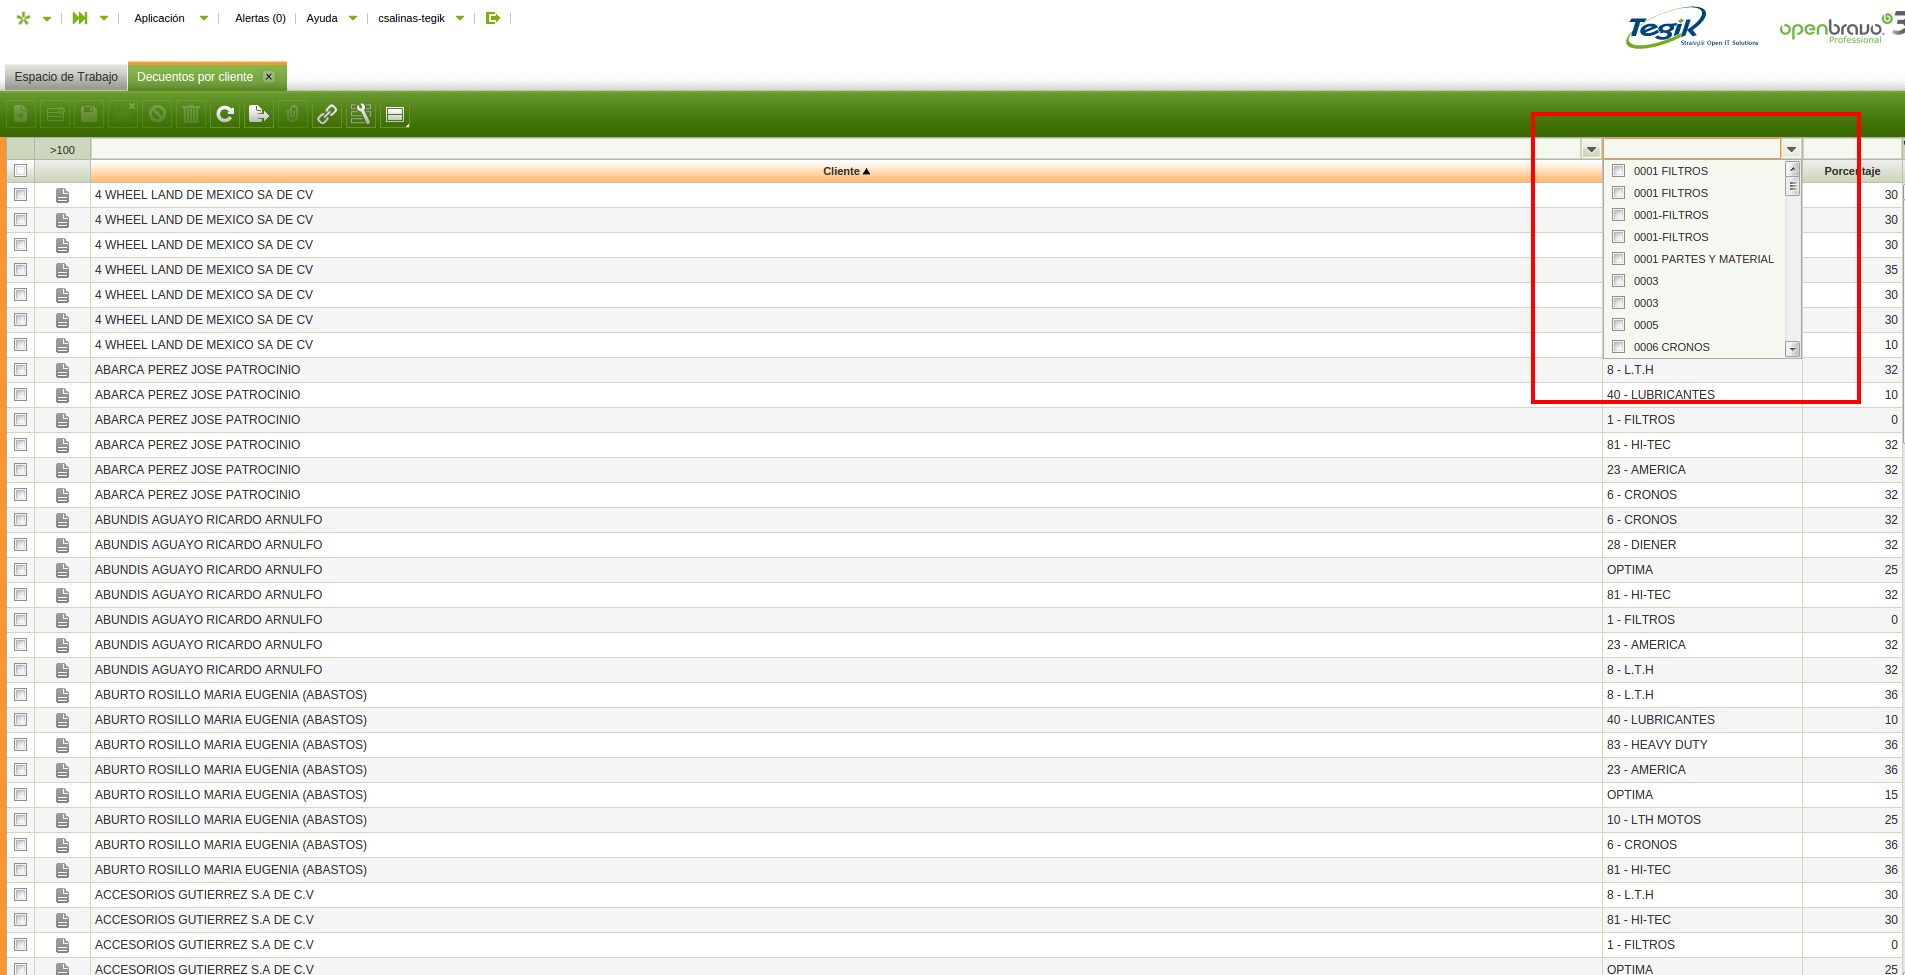 Aplicación Alertas (0) Ayuda csalinas-tegik
Tegik
Strategik Open IT Solutions
openbravo 3
Professional
Espacio de Trabajo Decuentos por cliente x
>100
Cliente Porcentaje
0001 FILTROS
0001 FILTROS
0001-FILTROS
0001-FILTROS
0001 PARTES Y MATERIAL
0003
0003
0005
0006 CRONOS
4 WHEEL LAND DE MEXICO SA DE CV 30
4 WHEEL LAND DE MEXICO SA DE CV 30
4 WHEEL LAND DE MEXICO SA DE CV 30
4 WHEEL LAND DE MEXICO SA DE CV 35
4 WHEEL LAND DE MEXICO SA DE CV 30
4 WHEEL LAND DE MEXICO SA DE CV 30
4 WHEEL LAND DE MEXICO SA DE CV 10
ABARCA PEREZ JOSE PATROCINIO 8 - L.T.H 32
ABARCA PEREZ JOSE PATROCINIO 40 - LUBRICANTES 10
ABARCA PEREZ JOSE PATROCINIO 1 - FILTROS 0
ABARCA PEREZ JOSE PATROCINIO 81 - HI-TEC 32
ABARCA PEREZ JOSE PATROCINIO 23 - AMERICA 32
ABARCA PEREZ JOSE PATROCINIO 6 - CRONOS 32
ABUNDIS AGUAYO RICARDO ARNULFO 6 - CRONOS 32
ABUNDIS AGUAYO RICARDO ARNULFO 28 - DIENER 32
ABUNDIS AGUAYO RICARDO ARNULFO OPTIMA 25
ABUNDIS AGUAYO RICARDO ARNULFO 81 - HI-TEC 32
ABUNDIS AGUAYO RICARDO ARNULFO 1 - FILTROS 0
ABUNDIS AGUAYO RICARDO ARNULFO 23 - AMERICA 32
ABUNDIS AGUAYO RICARDO ARNULFO 8 - L.T.H 32
ABURTO ROSILLO MARIA EUGENIA (ABASTOS) 8 - L.T.H 36
ABURTO ROSILLO MARIA EUGENIA (ABASTOS) 40 - LUBRICANTES 10
ABURTO ROSILLO MARIA EUGENIA (ABASTOS) 83 - HEAVY DUTY 36
ABURTO ROSILLO MARIA EUGENIA (ABASTOS) 23 - AMERICA 36
ABURTO ROSILLO MARIA EUGENIA (ABASTOS) OPTIMA 15
ABURTO ROSILLO MARIA EUGENIA (ABASTOS) 10 - LTH MOTOS 25
ABURTO ROSILLO MARIA EUGENIA (ABASTOS) 6 - CRONOS 36
ABURTO ROSILLO MARIA EUGENIA (ABASTOS) 81 - HI-TEC 36
ACCESORIOS GUTIERREZ S.A DE C.V 8 - L.T.H 30
ACCESORIOS GUTIERREZ S.A DE C.V 81 - HI-TEC 30
ACCESORIOS GUTIERREZ S.A DE C.V 1 - FILTROS 0
ACCESORIOS GUTIERREZ S.A DE C.V OPTIMA 25